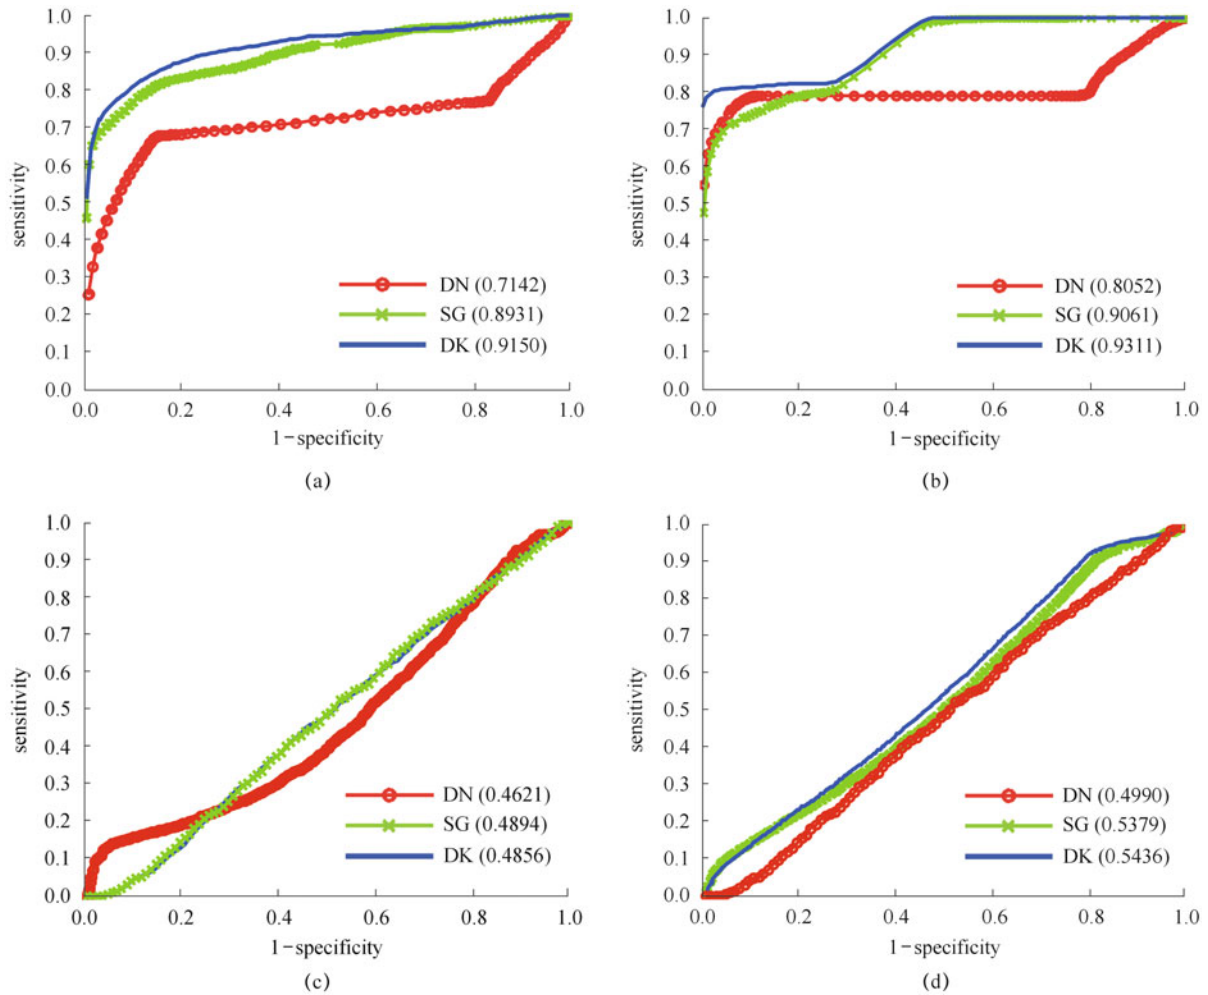 1.0
0.9
0.8
0.7
0.6
0.5
0.4
0.3
0.2
0.1
0.0
sensitivity
DN (0.7142)
SG (0.8931)
DK (0.9150)
0.0 0.2 0.4 0.6 0.8 1.0
1−specificity
(a)
1.0
0.9
0.8
0.7
0.6
0.5
0.4
0.3
0.2
0.1
0.0
sensitivity
DN (0.8052)
SG (0.9061)
DK (0.9311)
0.0 0.2 0.4 0.6 0.8 1.0
1−specificity
(b)
1.0
0.9
0.8
0.7
0.6
0.5
0.4
0.3
0.2
0.1
0.0
sensitivity
DN (0.4621)
SG (0.4894)
DK (0.4856)
0.0 0.2 0.4 0.6 0.8 1.0
1−specificity
(c)
1.0
0.9
0.8
0.7
0.6
0.5
0.4
0.3
0.2
0.1
0.0
sensitivity
DN (0.4990)
SG (0.5379)
DK (0.5436)
0.0 0.2 0.4 0.6 0.8 1.0
1−specificity
(d)